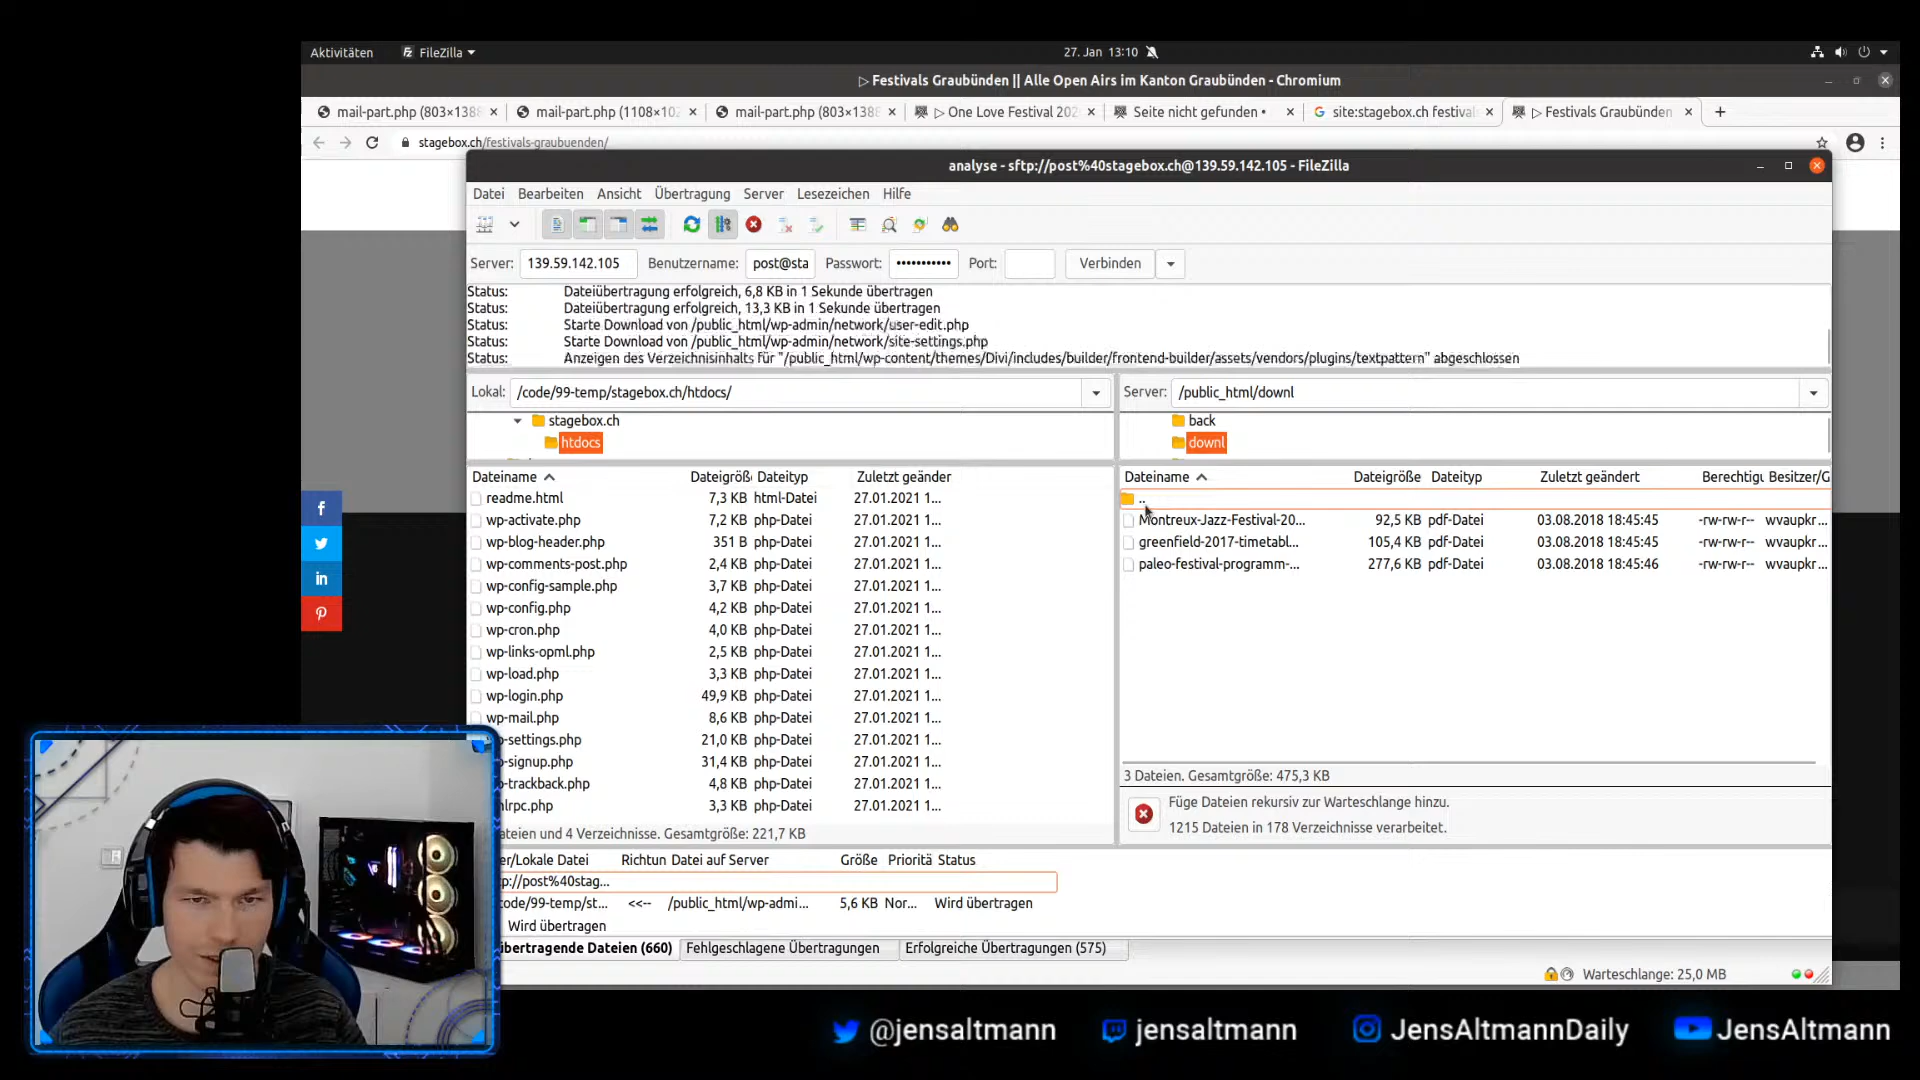 Aktivitäten FileZilla 27. Jan 13:10
▷ Festivals Graubünden || Alle Open Airs im Kanton Graubünden - Chromium
mail-part.php (803×1388 mail-part.php (1108×102 mail-part.php (803×1388 ▷ One Love Festival 202 Seite nicht gefunden • site:stagebox.ch festivals ▷ Festivals Graubünden
stagebox.ch/festivals-graubuenden/
analyse - sftp://post%40stagebox.ch@139.59.142.105 - FileZilla
Datei Bearbeiten Ansicht Übertragung Server Lesezeichen Hilfe
Server: 139.59.142.105 Benutzername: post@sta Passwort: ••••••••••• Port: Verbinden
Status: Dateiübertragung erfolgreich, 6,8 KB in 1 Sekunde übertragen
Status: Dateiübertragung erfolgreich, 13,3 KB in 1 Sekunde übertragen
Status: Starte Download von /public_html/wp-admin/network/user-edit.php
Status: Starte Download von /public_html/wp-admin/network/site-settings.php
Status: Anzeigen des Verzeichnisinhalts für "/public_html/wp-content/themes/Divi/includes/builder/frontend-builder/assets/vendors/plugins/textpattern" abgeschlossen
Lokal: /code/99-temp/stagebox.ch/htdocs/
stagebox.ch
htdocs
Dateiname Dateigröß Dateityp Zuletzt geänder
readme.html 7,3 KB html-Datei 27.01.2021 1...
wp-activate.php 7,2 KB php-Datei 27.01.2021 1...
wp-blog-header.php 351 B php-Datei 27.01.2021 1...
wp-comments-post.php 2,4 KB php-Datei 27.01.2021 1...
wp-config-sample.php 3,7 KB php-Datei 27.01.2021 1...
wp-config.php 4,2 KB php-Datei 27.01.2021 1...
wp-cron.php 4,0 KB php-Datei 27.01.2021 1...
wp-links-opml.php 2,5 KB php-Datei 27.01.2021 1...
wp-load.php 3,3 KB php-Datei 27.01.2021 1...
wp-login.php 49,9 KB php-Datei 27.01.2021 1...
wp-mail.php 8,6 KB php-Datei 27.01.2021 1...
p-settings.php 21,0 KB php-Datei 27.01.2021 1...
p-signup.php 31,4 KB php-Datei 27.01.2021 1...
p-trackback.php 4,8 KB php-Datei 27.01.2021 1...
lrpc.php 3,3 KB php-Datei 27.01.2021 1...
ateien und 4 Verzeichnisse. Gesamtgröße: 221,7 KB
Server: /public_html/downl
back
downl
Dateiname Dateigröße Dateityp Zuletzt geändert Berechtigu Besitzer/G
..
Montreux-Jazz-Festival-20... 92,5 KB pdf-Datei 03.08.2018 18:45:45 -rw-rw-r-- wvaupkr...
greenfield-2017-timetabl... 105,4 KB pdf-Datei 03.08.2018 18:45:45 -rw-rw-r-- wvaupkr...
paleo-festival-programm-... 277,6 KB pdf-Datei 03.08.2018 18:45:46 -rw-rw-r-- wvaupkr...
3 Dateien. Gesamtgröße: 475,3 KB
Füge Dateien rekursiv zur Warteschlange hinzu.
1215 Dateien in 178 Verzeichnisse verarbeitet.
er/Lokale Datei Richtun Datei auf Server Größe Prioritä Status
p://post%40stag...
code/99-temp/st... <<-- /public_html/wp-admi... 5,6 KB Nor... Wird übertragen
Wird übertragen
übertragende Dateien (660) Fehlgeschlagene Übertragungen Erfolgreiche Übertragungen (575)
Warteschlange: 25,0 MB
@jensaltmann jensaltmann JensAltmannDaily JensAltmann